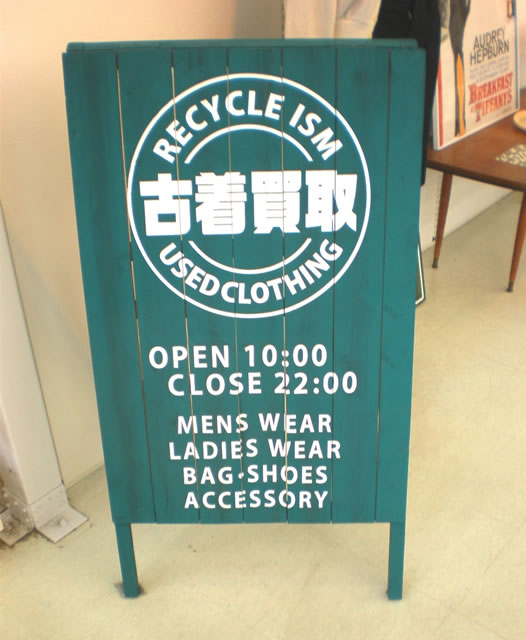 RECYCLE ISM
古着買取
USED CLOTHING
OPEN 10:00
CLOSE 22:00
MENS WEAR
LADIES WEAR
BAG·SHOES
ACCESSORY
AUDREY
HEPBURN
BREAKFAST
AT
TIFFANY'S